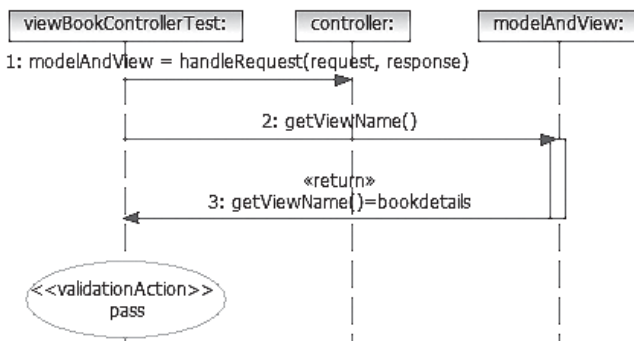 viewBookControllerTest:
controller:
modelAndView:
1: modelAndView = handleRequest(request, response)
2: getViewName()
«return»
3: getViewName()=bookdetails
<<validationAction>>
pass